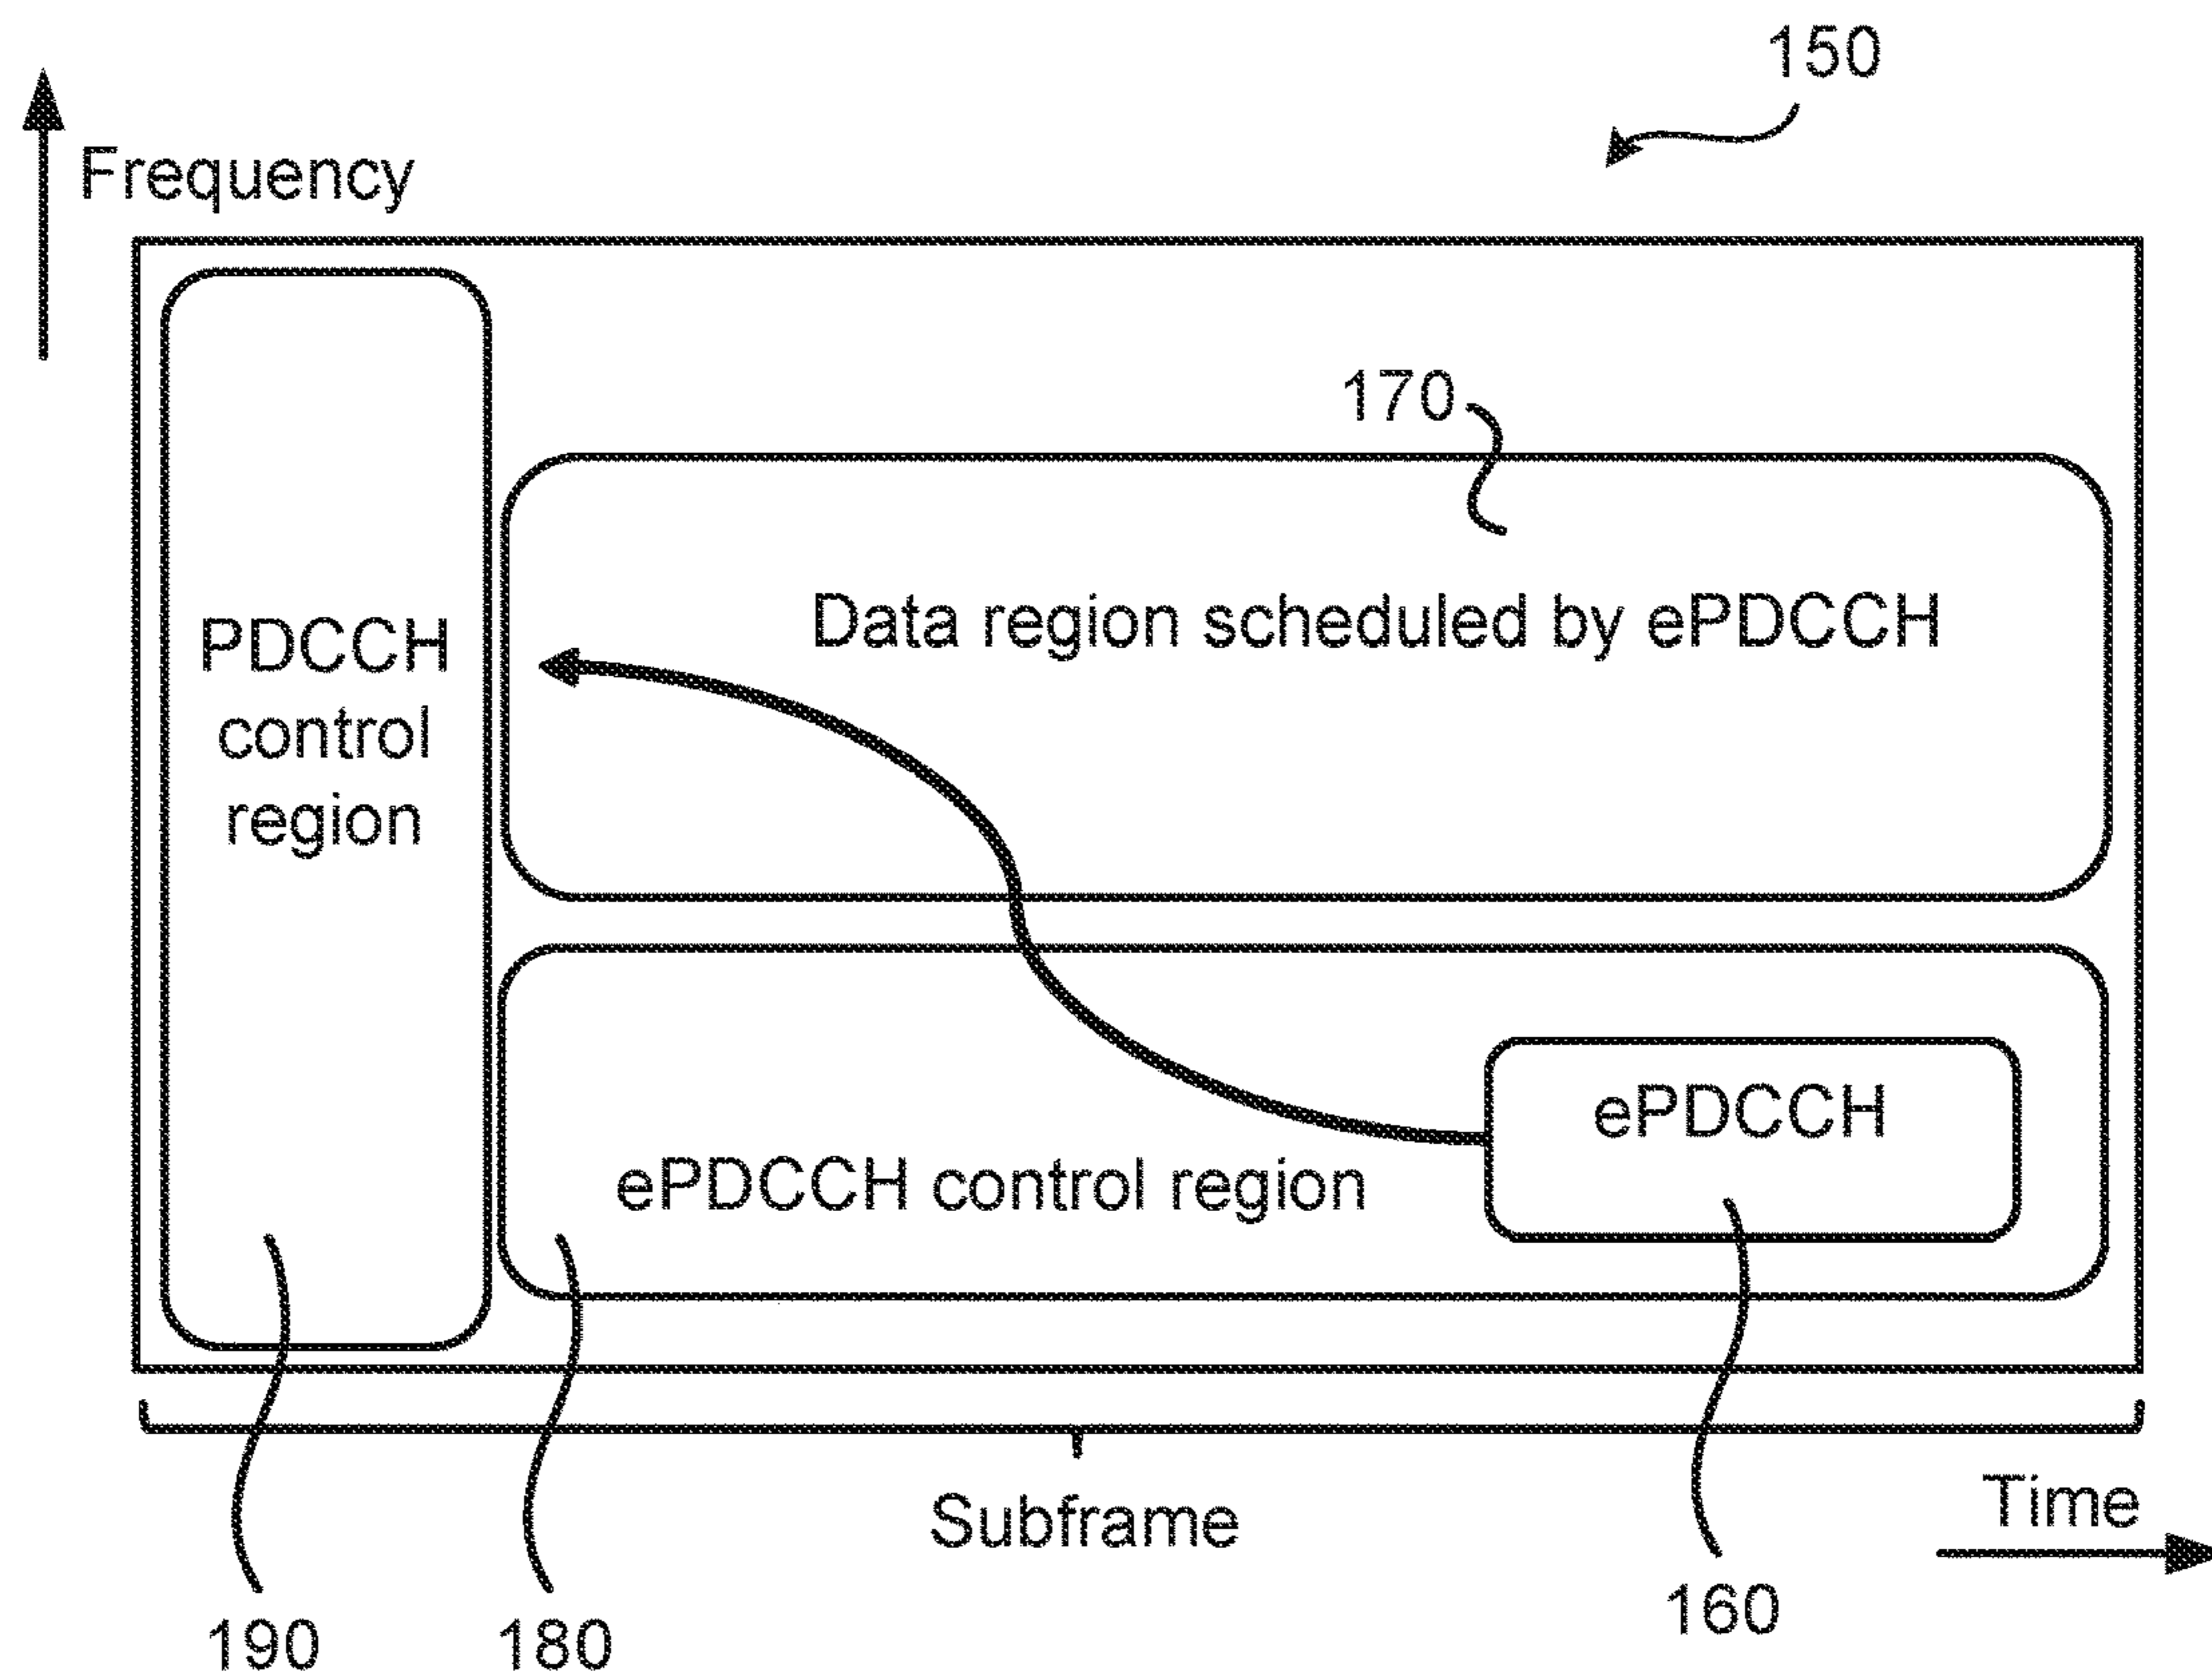 150
Frequency
170
Data region scheduled by ePDCCH
PDCCH
control
region
ePDCCH
ePDCCH control region
Subframe
Time
190
180
160